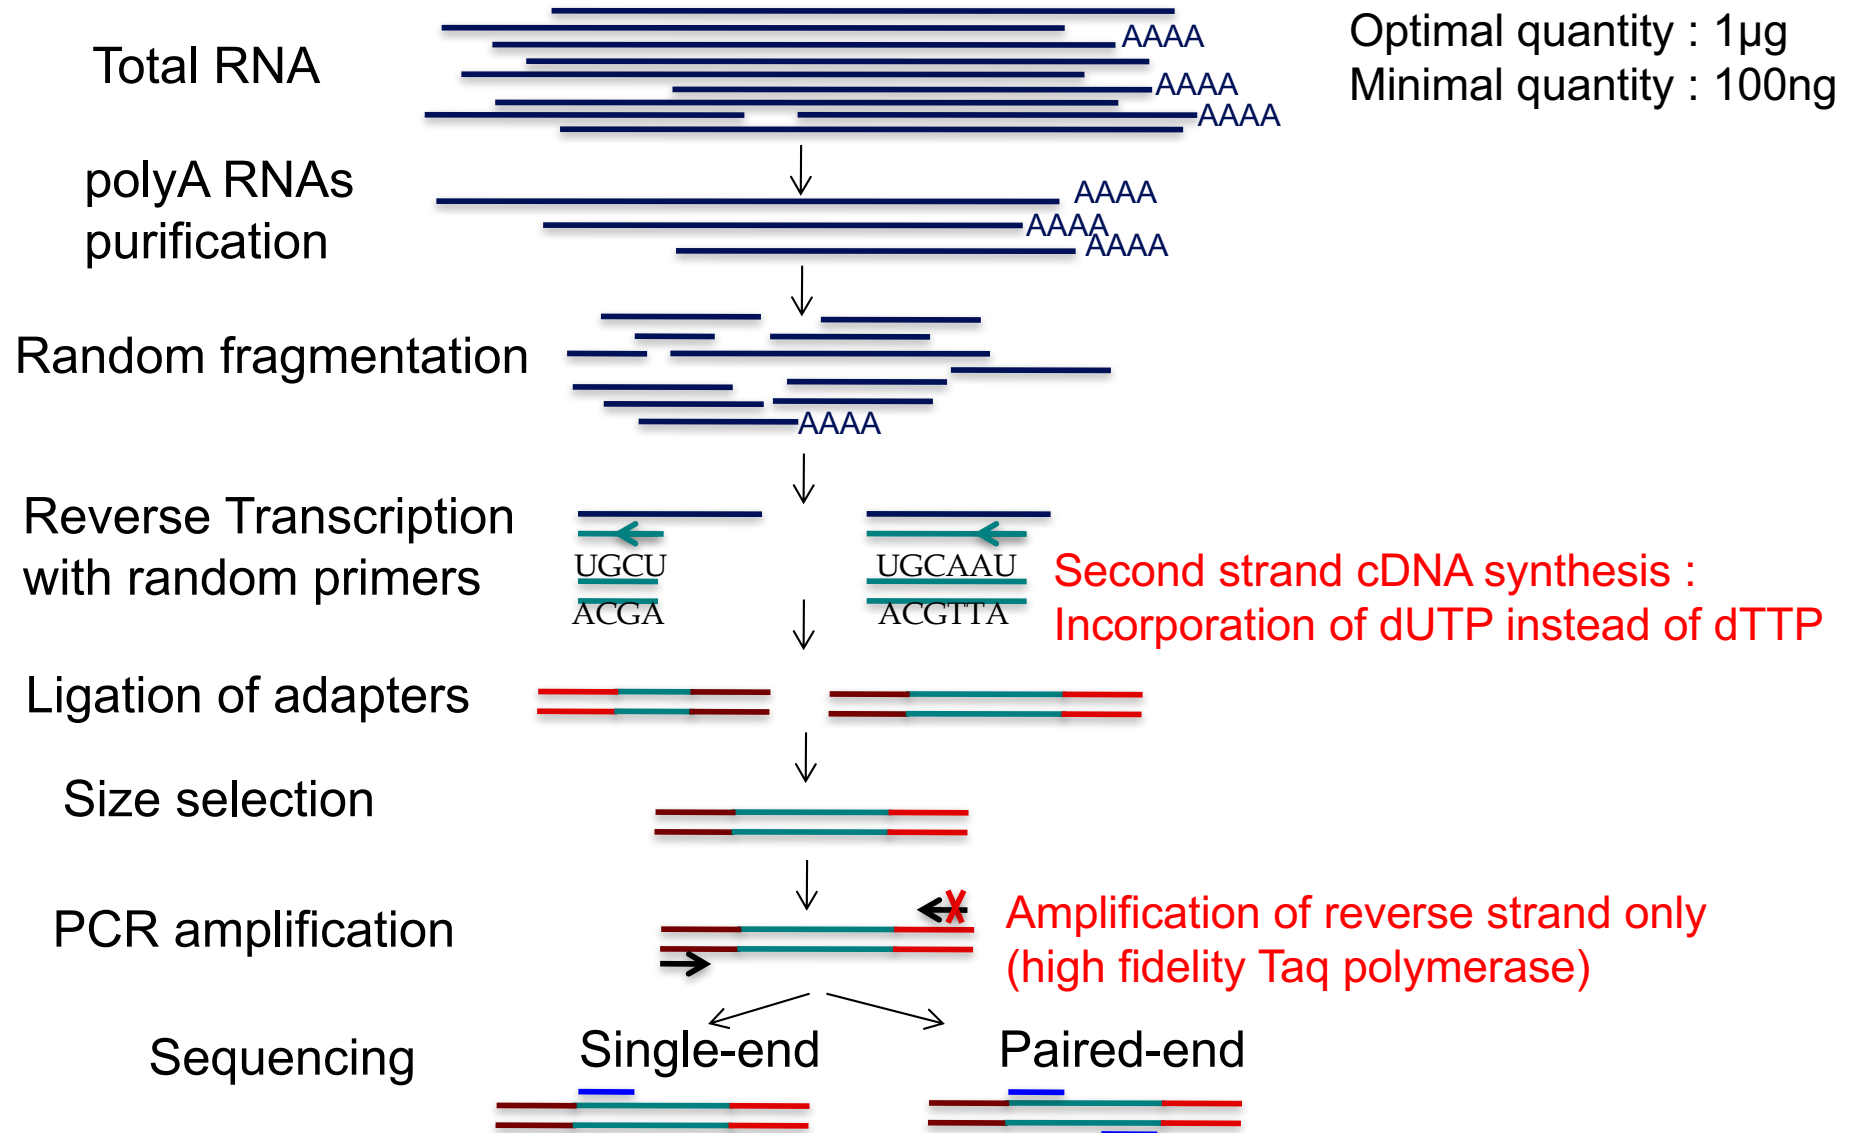 Total RNA
AAAA
AAAA
AAAA
Optimal quantity : 1µg
Minimal quantity : 100ng
polyA RNAs
purification
AAAA
AAAA
AAAA
Random fragmentation
AAAA
Reverse Transcription
with random primers
UGCU
ACGA
UGCAAU
ACGTTA
Second strand cDNA synthesis :
Incorporation of dUTP instead of dTTP
Ligation of adapters
Size selection
PCR amplification
Amplification of reverse strand only
(high fidelity Taq polymerase)
Sequencing
Single-end
Paired-end